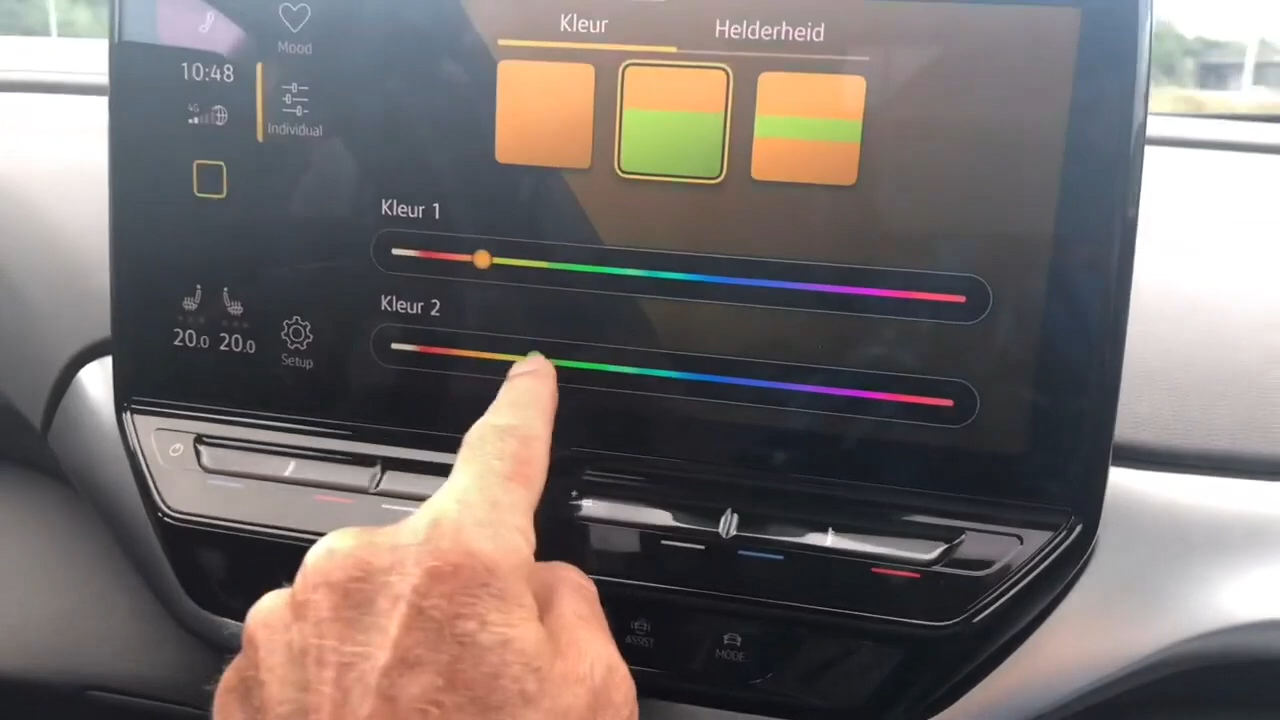 Kleur
Helderheid
Mood
10:48
4G
Individual
Kleur 1
Kleur 2
20.0 20.0
Setup
ASSIST
MODE